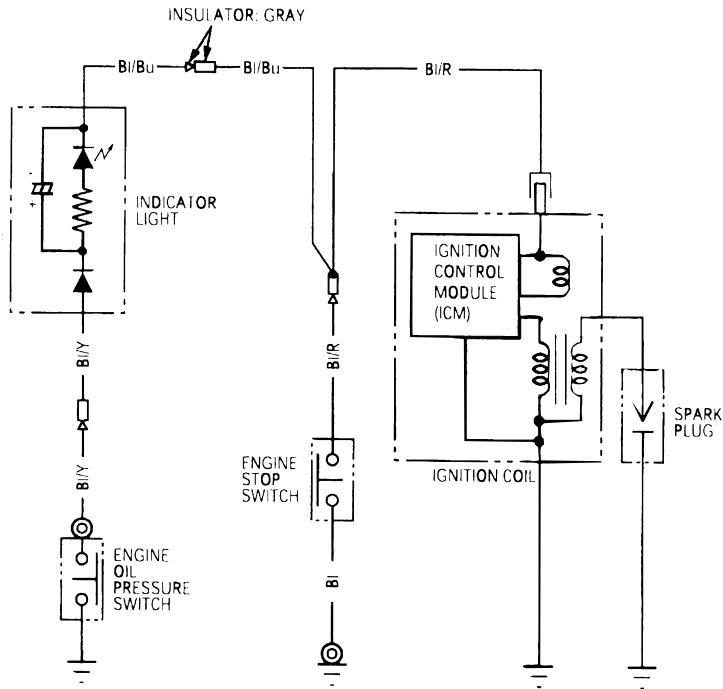 INSULATOR: GRAY
Bl/Bu
Bl/Bu
Bl/R
-
+
INDICATOR
LIGHT
IGNITION
CONTROL
MODULE
(ICM)
Bl/Y
Bl/R
SPARK
PLUG
Bl/Y
ENGINE
STOP
SWITCH
IGNITION COIL
ENGINE
OIL
PRESSURE
SWITCH
Bl